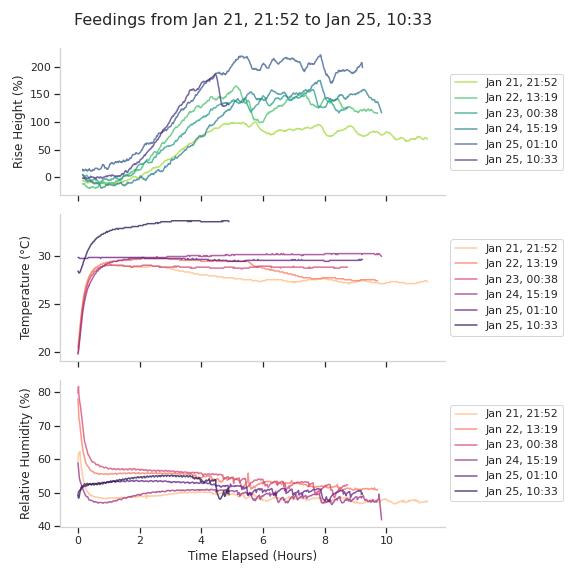 Feedings from Jan 21, 21:52 to Jan 25, 10:33
Rise Height (%)
200
150
100
50
0
Jan 21, 21:52
Jan 22, 13:19
Jan 23, 00:38
Jan 24, 15:19
Jan 25, 01:10
Jan 25, 10:33
Temperature (°C)
30
25
20
Jan 21, 21:52
Jan 22, 13:19
Jan 23, 00:38
Jan 24, 15:19
Jan 25, 01:10
Jan 25, 10:33
Relative Humidity (%)
80
70
60
50
40
Jan 21, 21:52
Jan 22, 13:19
Jan 23, 00:38
Jan 24, 15:19
Jan 25, 01:10
Jan 25, 10:33
0 2 4 6 8 10
Time Elapsed (Hours)